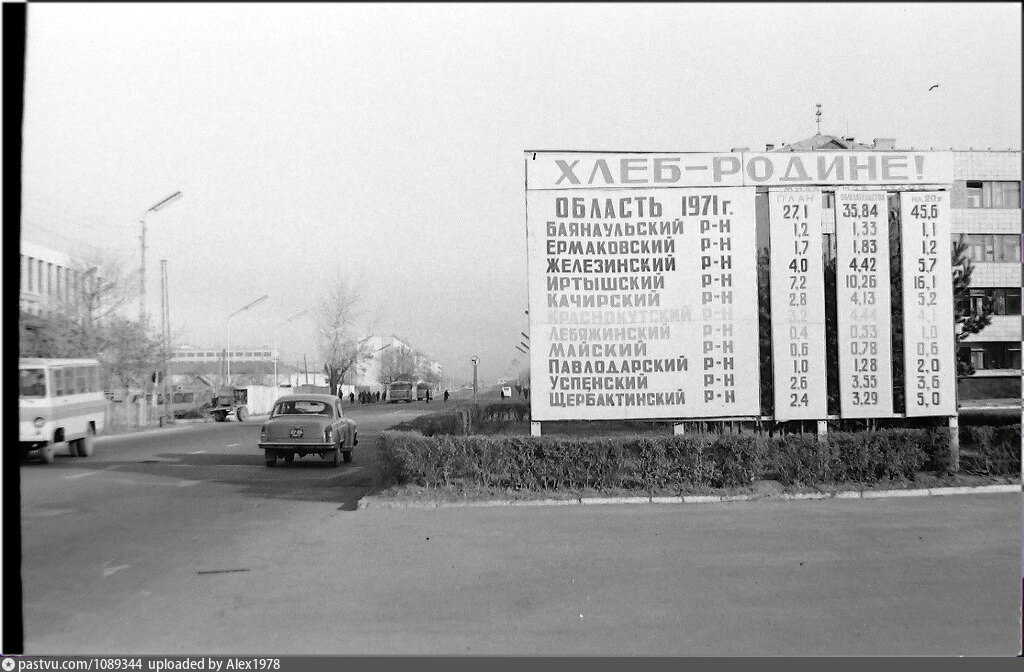 ХЛЕБ-РОДИНЕ!
ПЛАН
ОБЛАСТЬ 1971 г. 27,1 35,84 45,6
БАЯНАУЛЬСКИЙ Р-Н 1,2 1,33 1,1
ЕРМАКОВСКИЙ Р-Н 1,7 1,83 1,2
ЖЕЛЕЗИНСКИЙ Р-Н 4,0 4,42 5,7
ИРТЫШСКИЙ Р-Н 7,2 10,26 16,1
КАЧИРСКИЙ Р-Н 2,8 4,13 5,2
КРАСНОКУТСКИЙ Р-Н 3,2 4,44 4,1
ЛЕБЯЖИНСКИЙ Р-Н 0,4 0,53 1,0
МАЙСКИЙ Р-Н 0,6 0,78 0,6
ПАВЛОДАРСКИЙ Р-Н 1,0 1,28 2,0
УСПЕНСКИЙ Р-Н 2,6 3,55 3,6
ЩЕРБАКТИНСКИЙ Р-Н 2,4 3,29 5,0
pastvu.com/1089344 uploaded by Alex1978